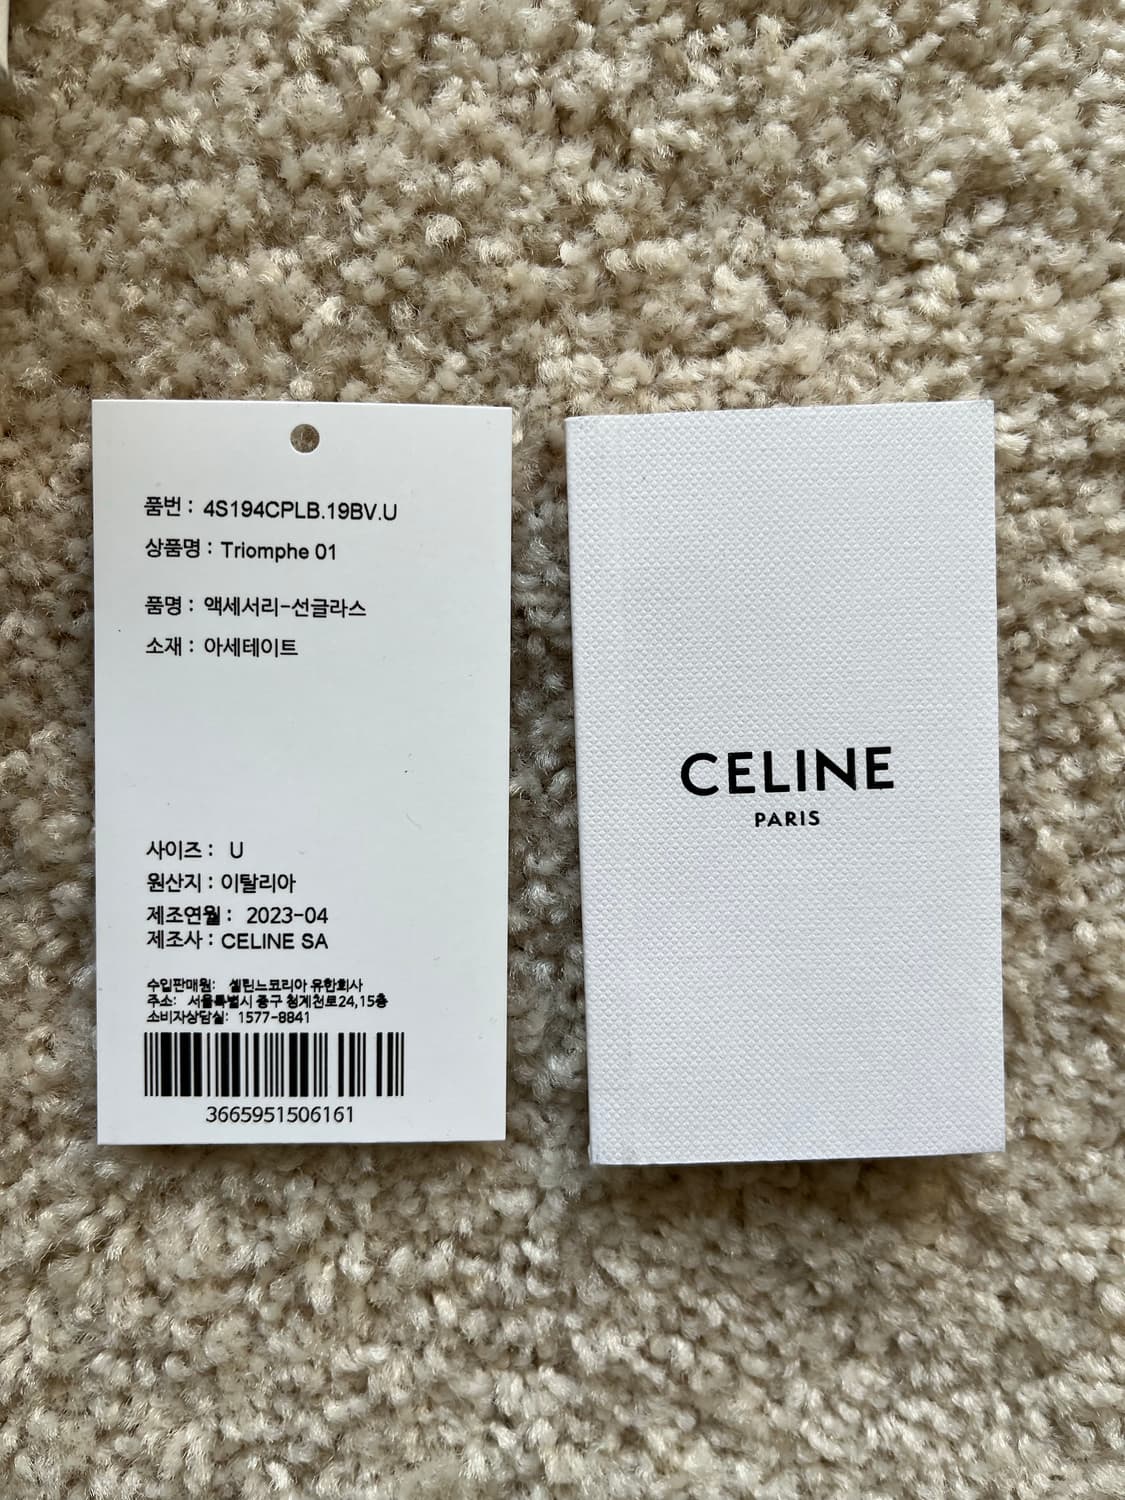 품번 : 4S194CPLB.19BV.U
상품명 : Triomphe 01
품명 : 액세서리-선글라스
소재 : 아세테이트
사이즈 : U
원산지 : 이탈리아
제조연월 : 2023-04
제조사 : CELINE SA
수입판매원: 셀린느코리아 유한회사
주소: 서울특별시 중구 청계천로24,15층
소비자상담실: 1577-8841
3665951506161
CELINE
PARIS